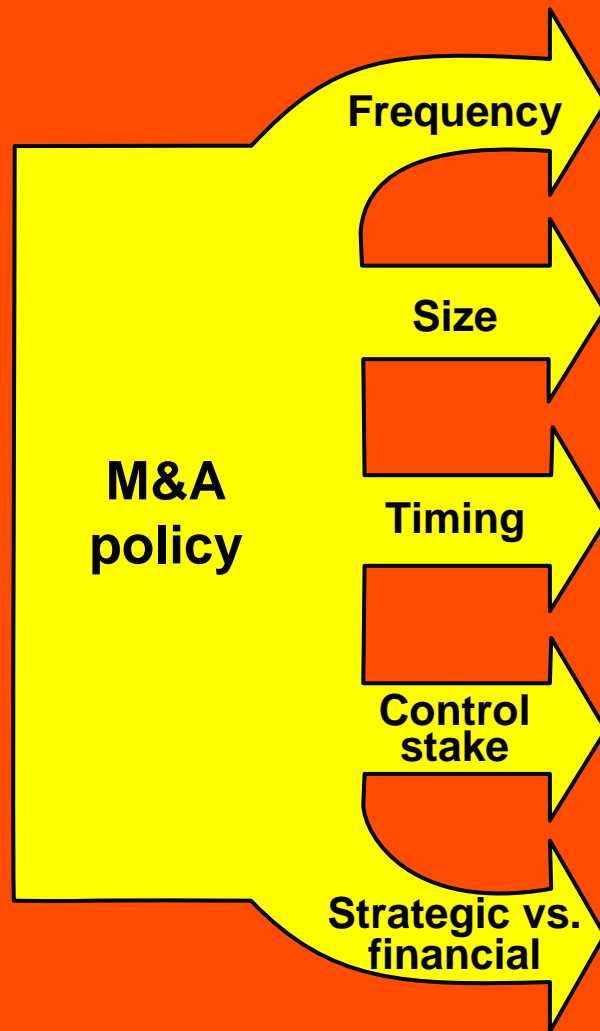 Frequency
Size
M&A
policy
Timing
Control
stake
Strategic vs.
financial